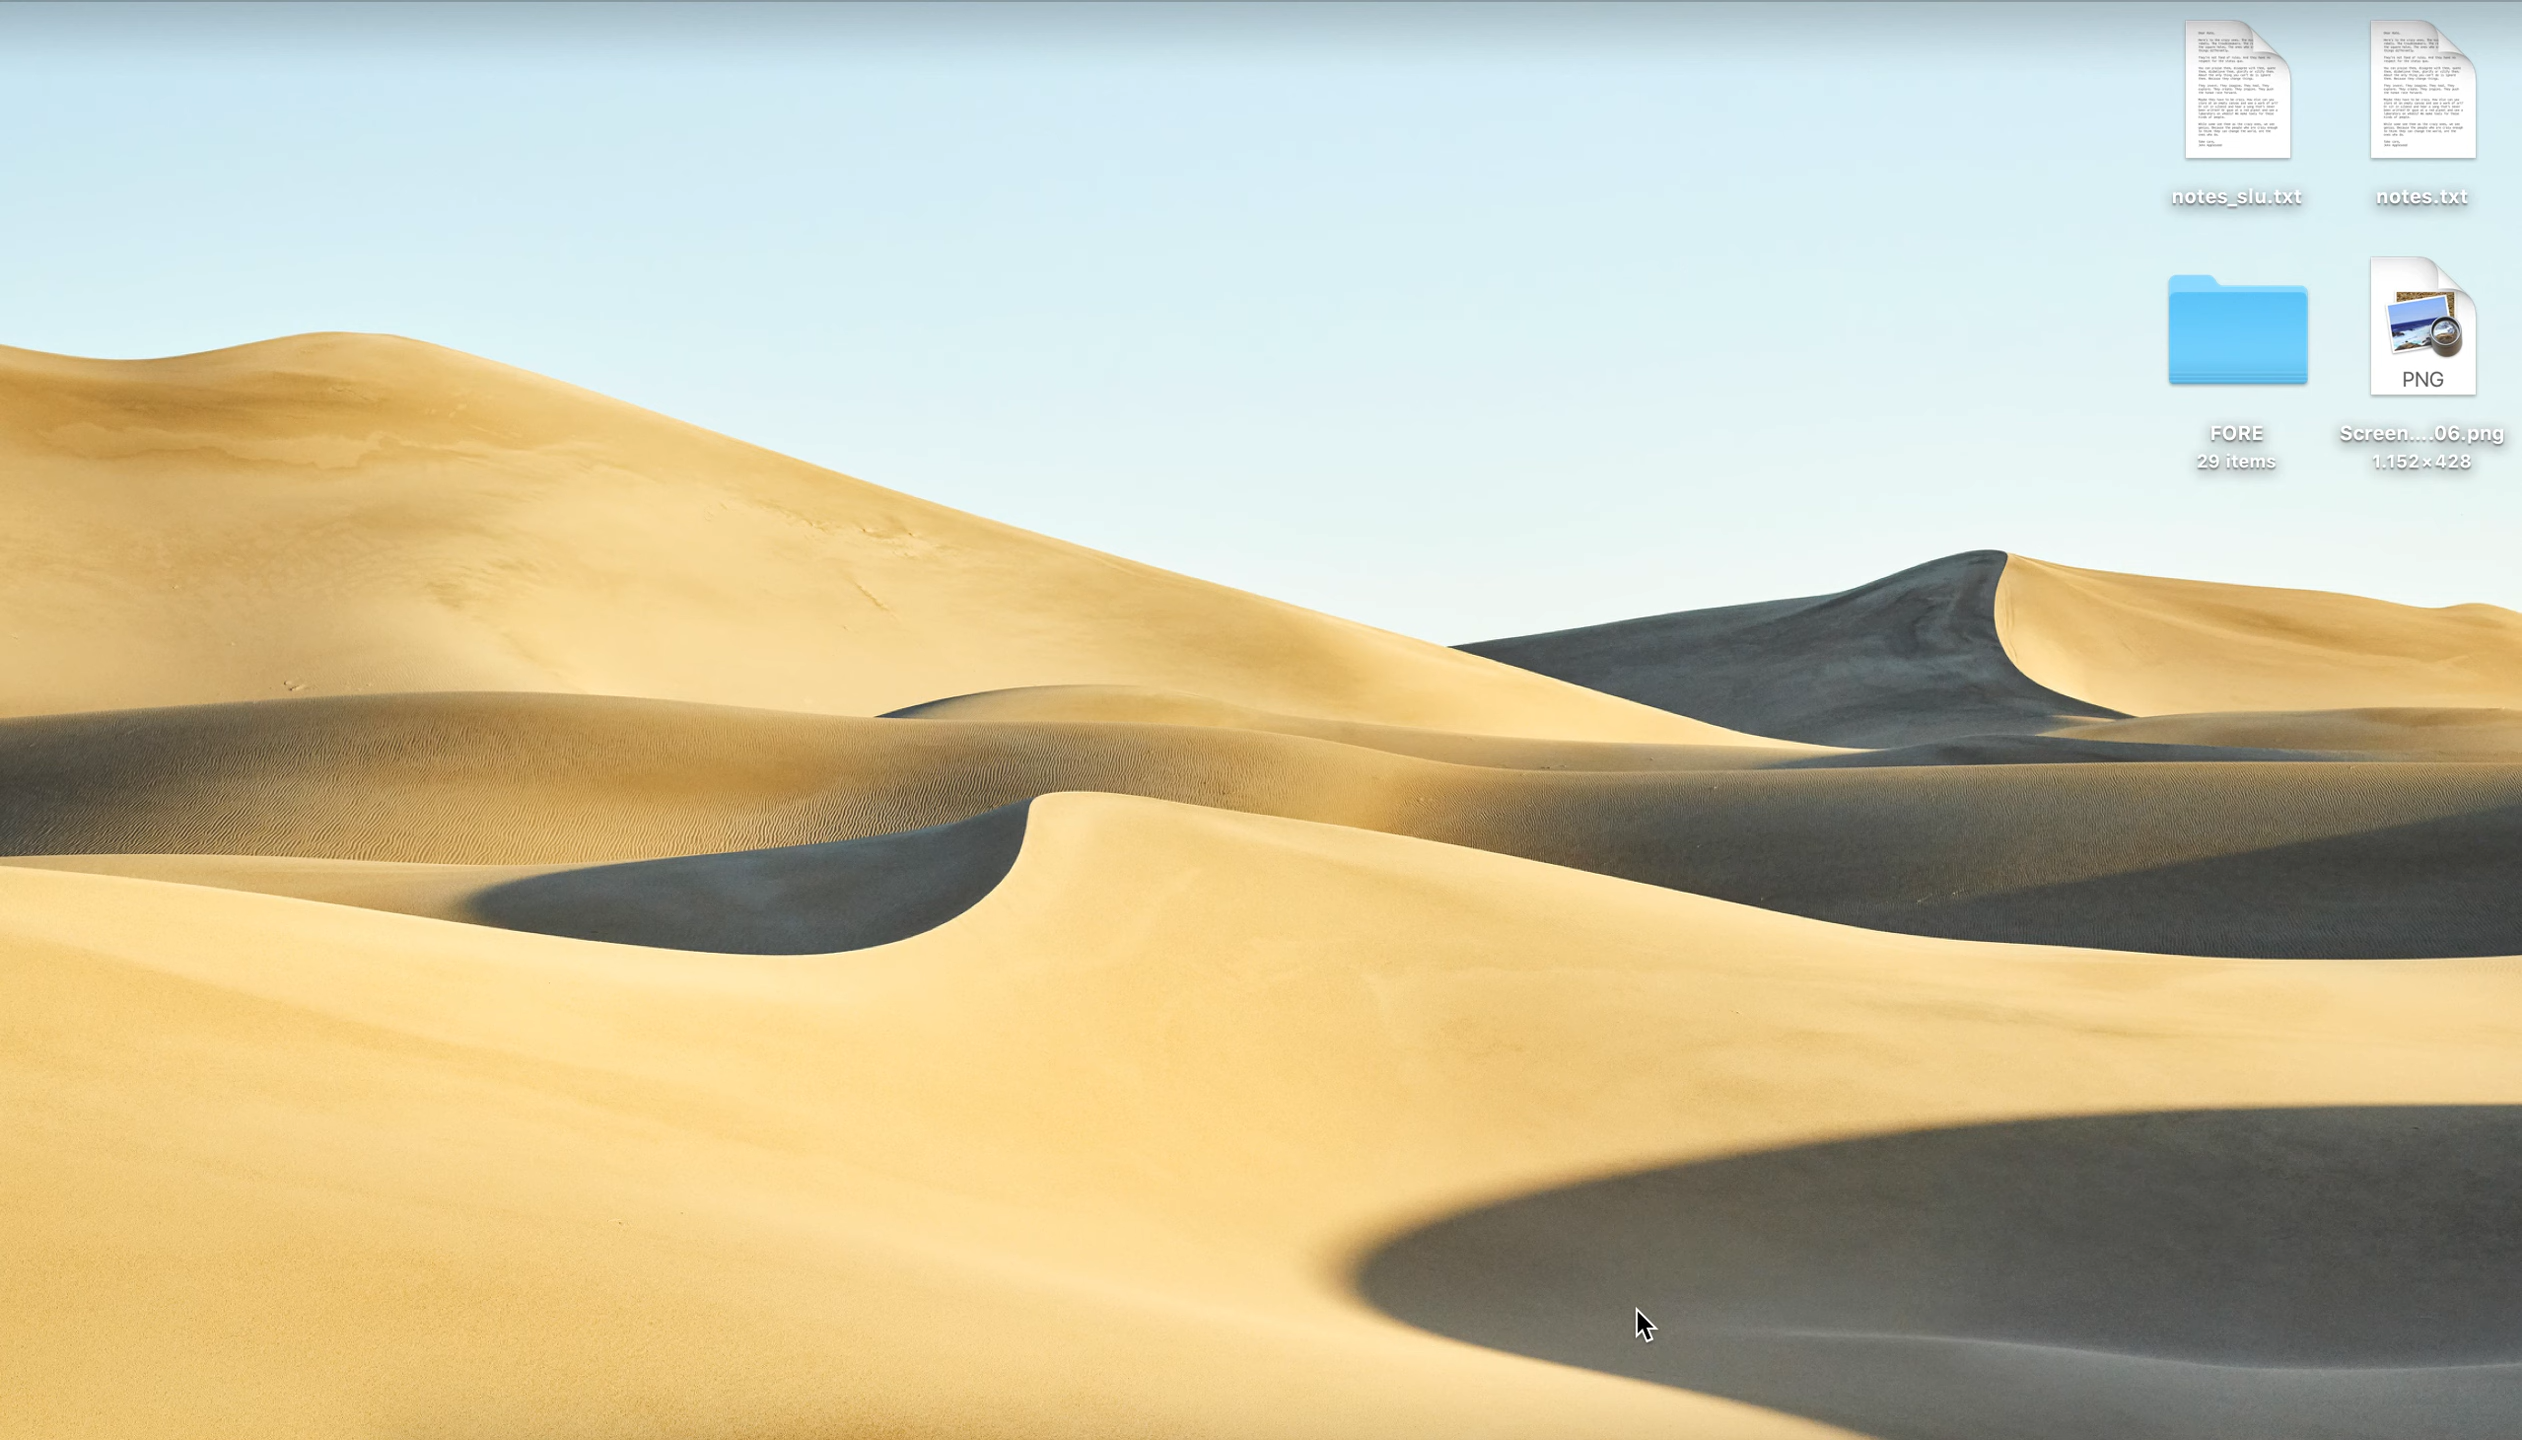 notes_slu.txt
notes.txt
PNG
FORE
29 items
Screen....06.png
1.152×428